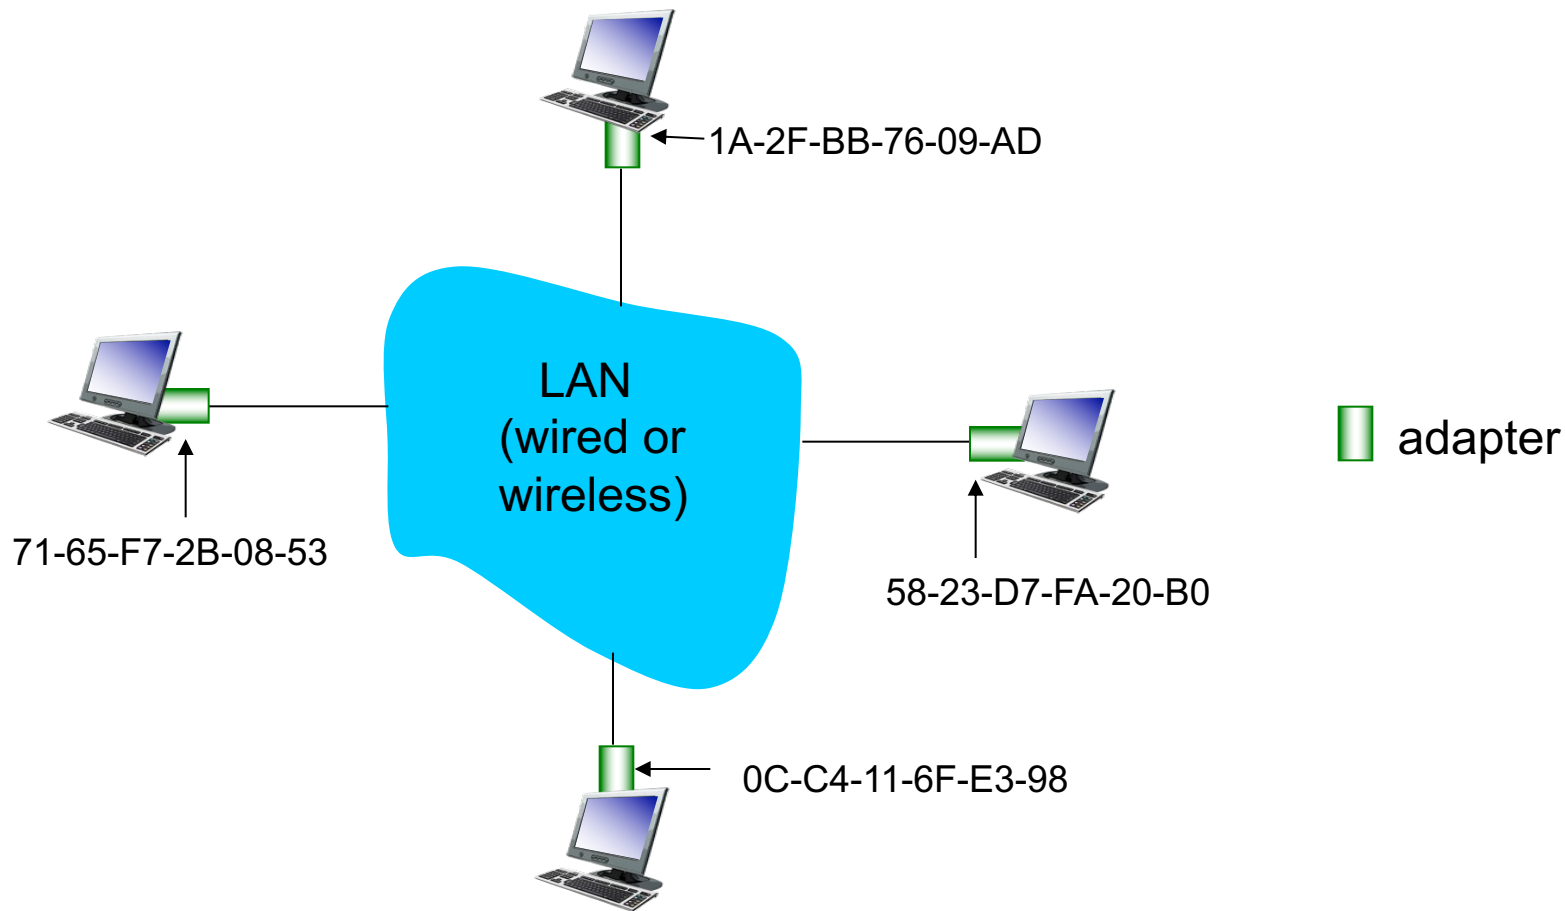 1A-2F-BB-76-09-AD
LAN
(wired or
wireless)
adapter
71-65-F7-2B-08-53
58-23-D7-FA-20-B0
0C-C4-11-6F-E3-98